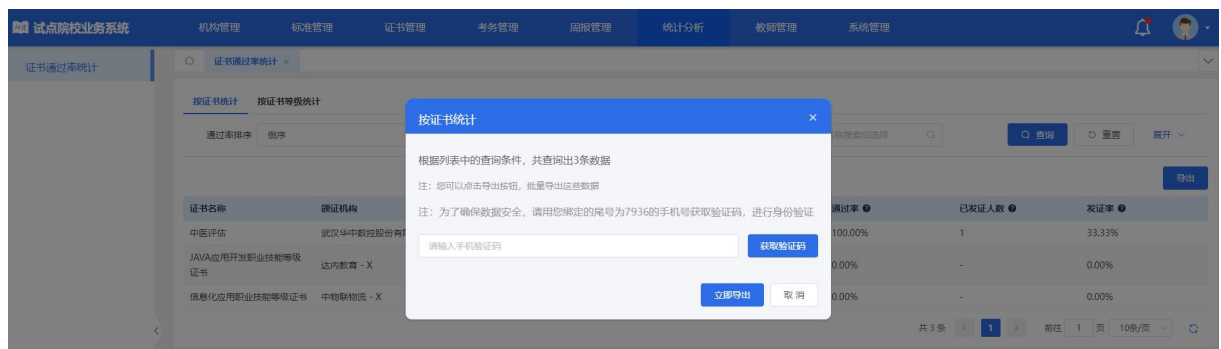 试点院校业务系统 机构管理 标准管理 证书管理 考务管理 周报管理 统计分析 教师管理 系统管理
证书通过率统计 证书通过率统计 ×
按证书统计 按证书等级统计
通过率排序 倒序 查询 重置 展开
导出
按证书统计 ×
根据列表中的查询条件，共查询出3条数据
注：您可以点击导出按钮，批量导出这些数据
注：为了确保数据安全，请用您绑定的尾号为7936的手机号获取验证码，进行身份验证
请输入手机验证码 获取验证码
立即导出 取消
证书名称 颁证机构 通过率 已发证人数 发证率
中医评估 武汉华中数控股份有 100.00% 1 33.33%
JAVA应用开发职业技能等级
证书 达内教育 - X 0.00% - 0.00%
信息化应用职业技能等级证书 中物联物流 - X 0.00% - 0.00%
共 3 条 1 前往 1 页 10条/页